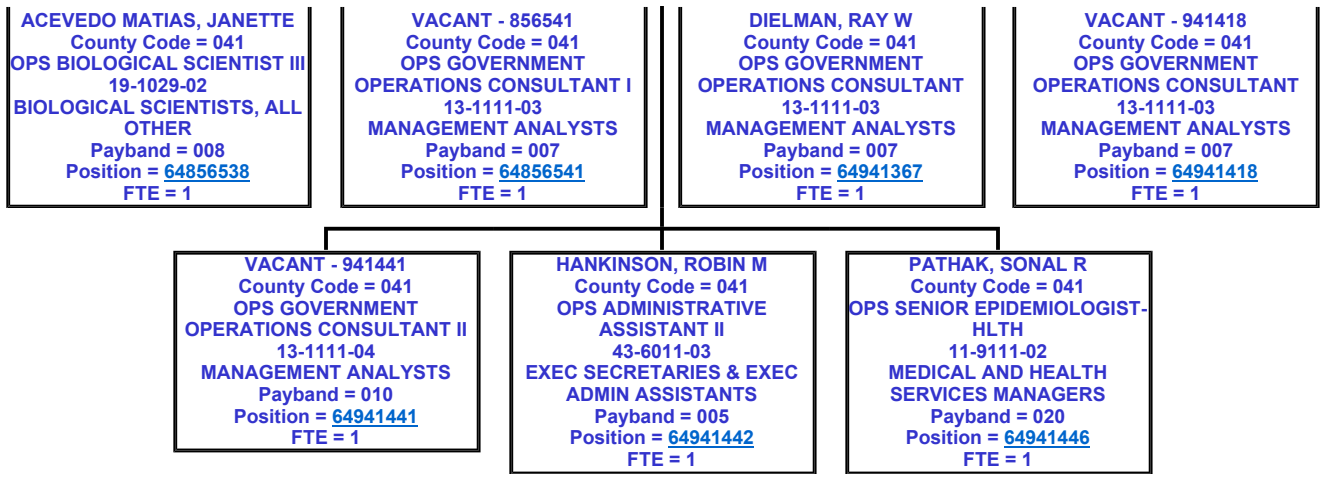 ACEVEDO MATIAS, JANETTE
County Code = 041
OPS BIOLOGICAL SCIENTIST III
19-1029-02
BIOLOGICAL SCIENTISTS, ALL
OTHER
Payband = 008
Position = 64856538
FTE = 1
VACANT - 856541
County Code = 041
OPS GOVERNMENT
OPERATIONS CONSULTANT I
13-1111-03
MANAGEMENT ANALYSTS
Payband = 007
Position = 64856541
FTE = 1
DIELMAN, RAY W
County Code = 041
OPS GOVERNMENT
OPERATIONS CONSULTANT
13-1111-03
MANAGEMENT ANALYSTS
Payband = 007
Position = 64941367
FTE = 1
VACANT - 941418
County Code = 041
OPS GOVERNMENT
OPERATIONS CONSULTANT
13-1111-03
MANAGEMENT ANALYSTS
Payband = 007
Position = 64941418
FTE = 1
VACANT - 941441
County Code = 041
OPS GOVERNMENT
OPERATIONS CONSULTANT II
13-1111-04
MANAGEMENT ANALYSTS
Payband = 010
Position = 64941441
FTE = 1
HANKINSON, ROBIN M
County Code = 041
OPS ADMINISTRATIVE
ASSISTANT II
43-6011-03
EXEC SECRETARIES & EXEC
ADMIN ASSISTANTS
Payband = 005
Position = 64941442
FTE = 1
PATHAK, SONAL R
County Code = 041
OPS SENIOR EPIDEMIOLOGIST-
HLTH
11-9111-02
MEDICAL AND HEALTH
SERVICES MANAGERS
Payband = 020
Position = 64941446
FTE = 1